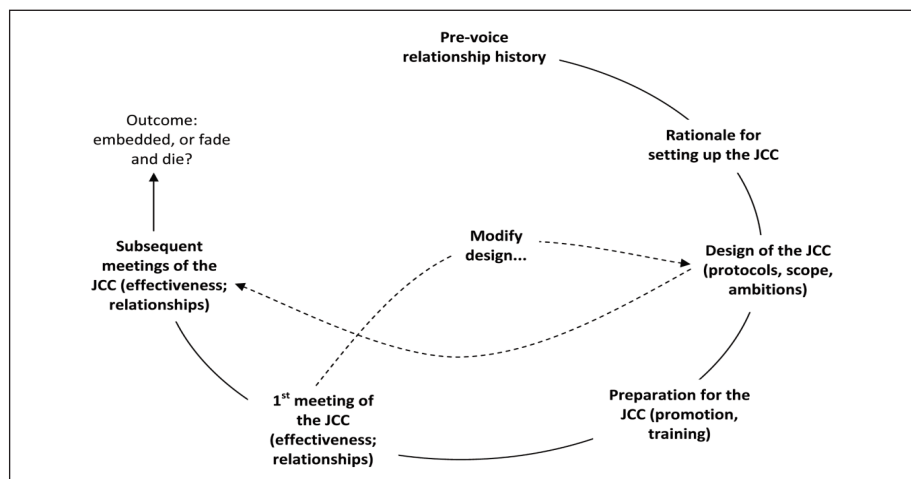 Pre-voice
relationship history
Rationale for
setting up the JCC
Design of the JCC
(protocols, scope,
ambitions)
Preparation for the
JCC (promotion,
training)
1st meeting of
the JCC
(effectiveness;
relationships)
Modify
design...
Subsequent
meetings of the
JCC (effectiveness;
relationships)
Outcome:
embedded, or fade
and die?